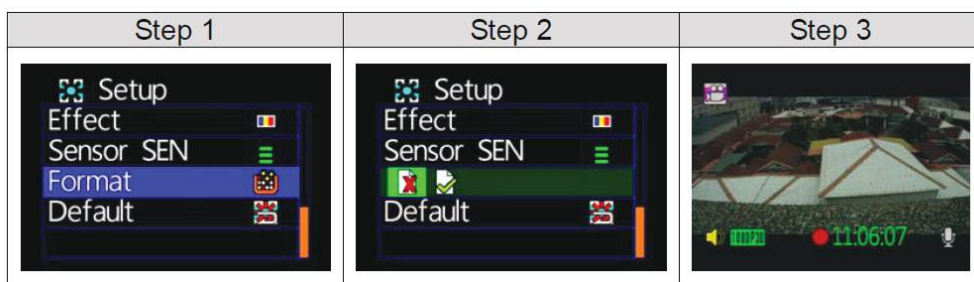 Step 1
Step 2
Step 3
Setup
Effect
Sensor SEN
Format
Default
Setup
Effect
Sensor SEN
Default
1080P30
11:06:07